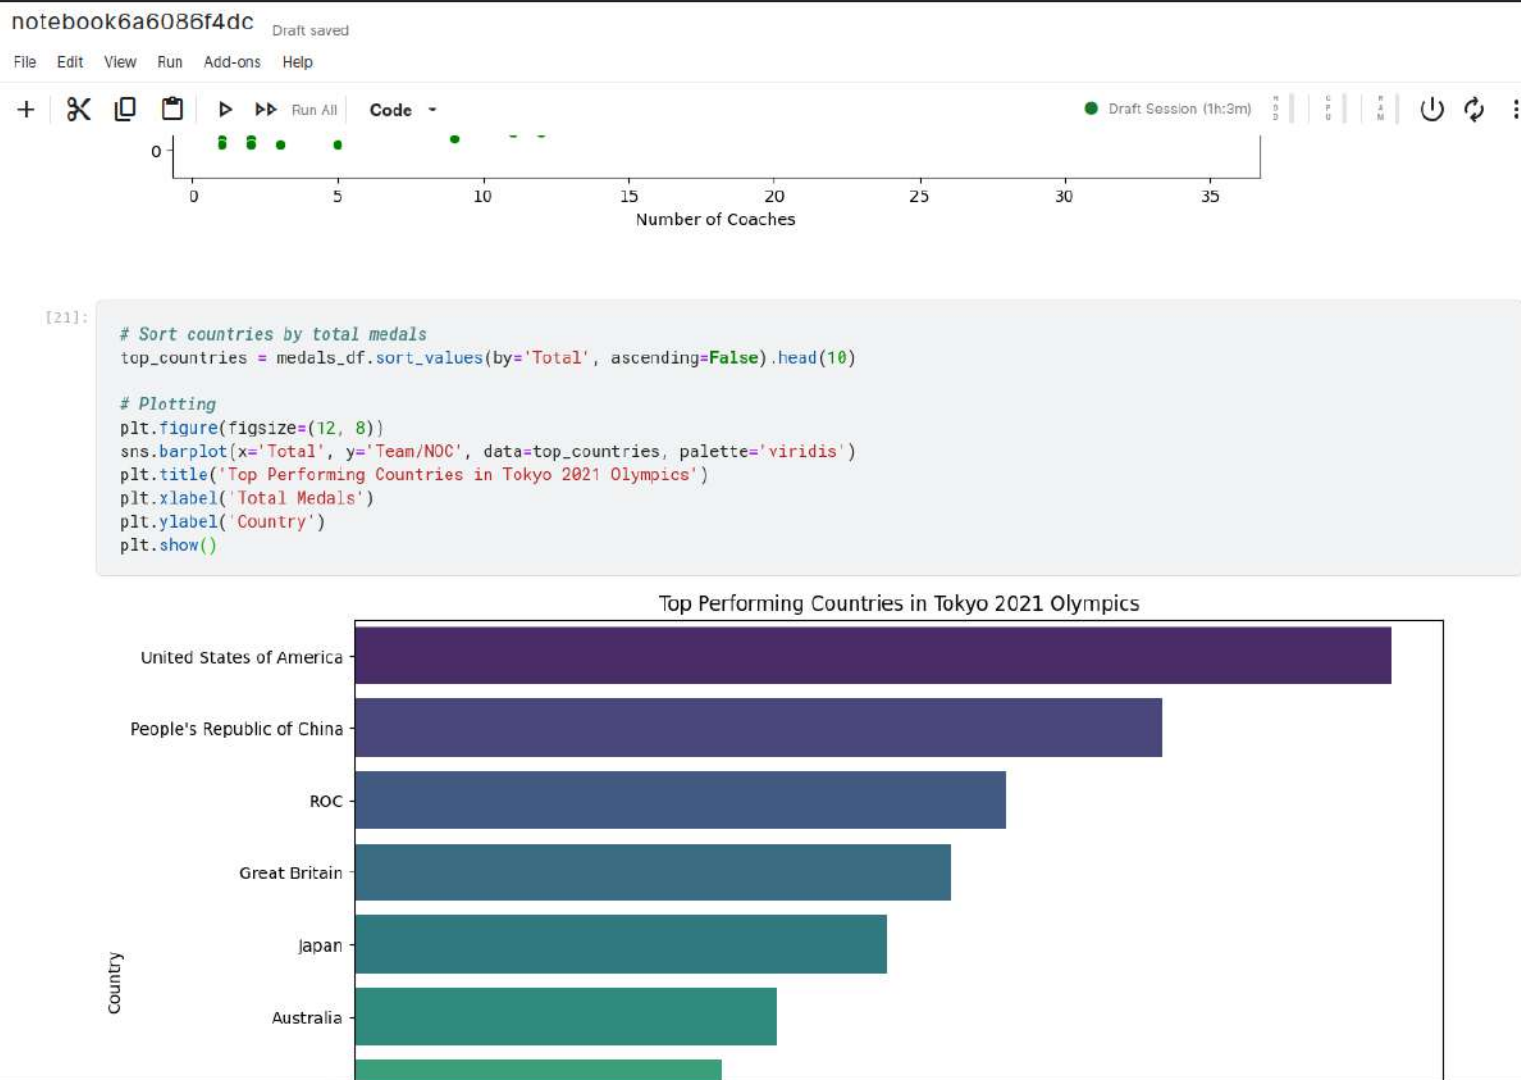 notebook6a6086f4dc Draft saved
File Edit View Run Add-ons Help
Run All Code Draft Session (1h:3m) HDD CPU RAM
0
0 5 10 15 20 25 30 35
Number of Coaches
[21]:
# Sort countries by total medals
top_countries = medals_df.sort_values(by='Total', ascending=False).head(10)
# Plotting
plt.figure(figsize=(12, 8))
sns.barplot(x='Total', y='Team/NOC', data=top_countries, palette='viridis')
plt.title('Top Performing Countries in Tokyo 2021 Olympics')
plt.xlabel('Total Medals')
plt.ylabel('Country')
plt.show()
Top Performing Countries in Tokyo 2021 Olympics
United States of America
People's Republic of China
ROC
Great Britain
Japan
Australia
Country